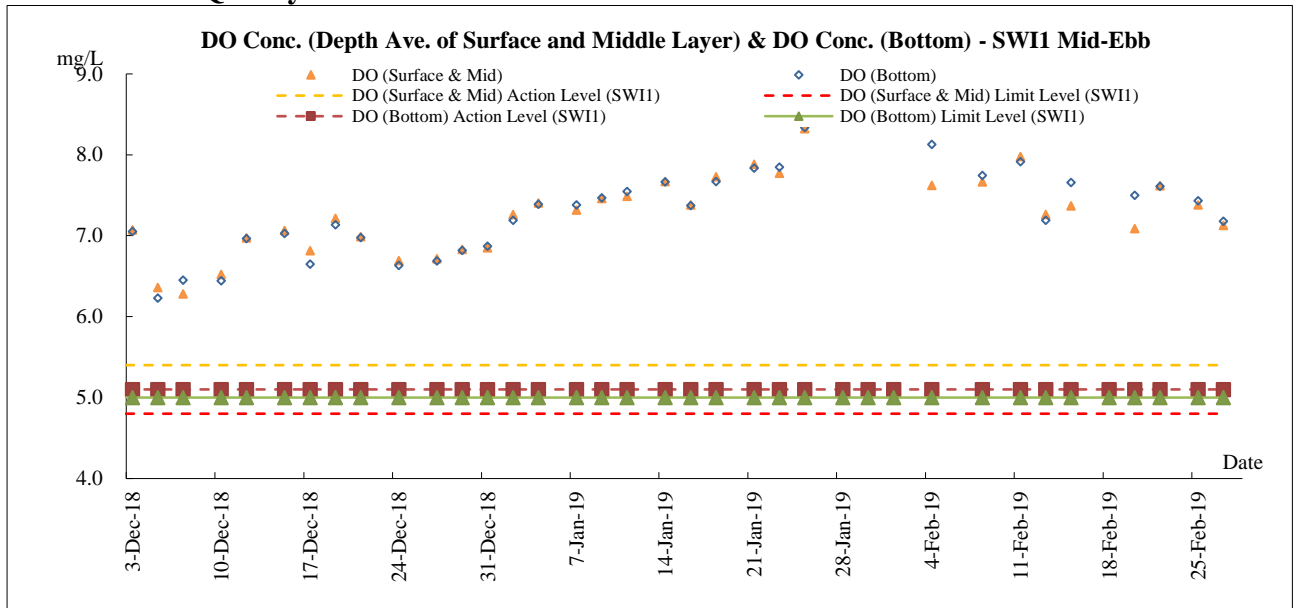 DO Conc. (Depth Ave. of Surface and Middle Layer) & DO Conc. (Bottom) - SWI1 Mid-Ebb
mg/L
DO (Surface & Mid)
DO (Bottom)
DO (Surface & Mid) Action Level (SWI1)
DO (Surface & Mid) Limit Level (SWI1)
DO (Bottom) Action Level (SWI1)
DO (Bottom) Limit Level (SWI1)
9.0
8.0
7.0
6.0
5.0
4.0
Date
3-Dec-18
10-Dec-18
17-Dec-18
24-Dec-18
31-Dec-18
7-Jan-19
14-Jan-19
21-Jan-19
28-Jan-19
4-Feb-19
11-Feb-19
18-Feb-19
25-Feb-19